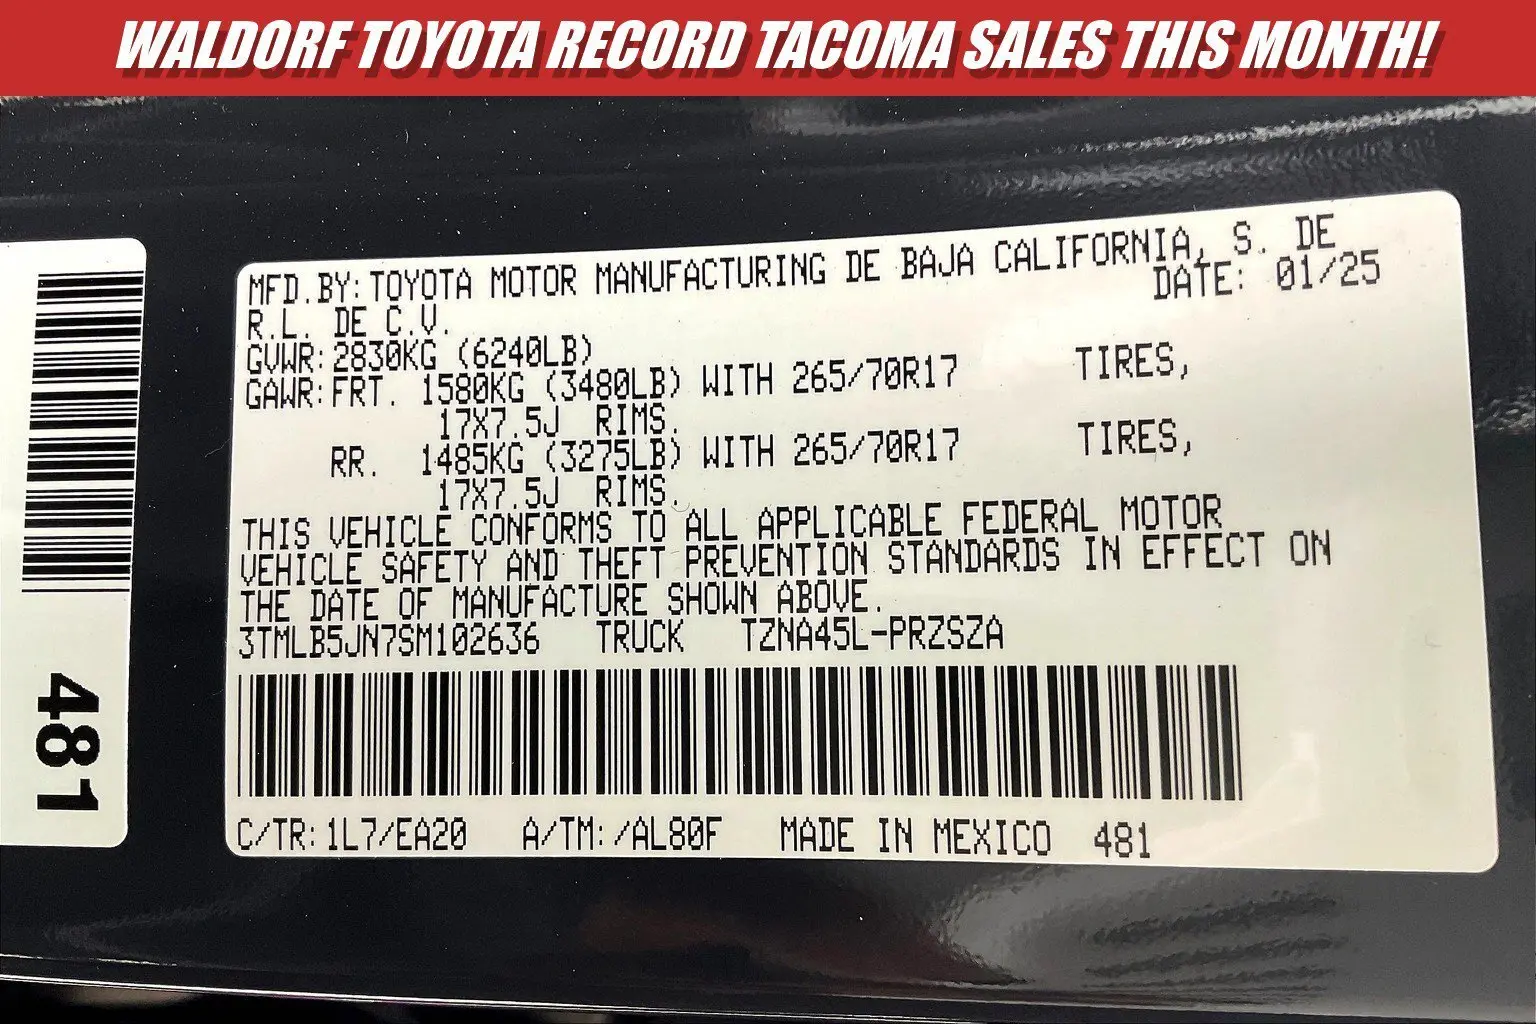 WALDORF TOYOTA RECORD TACOMA SALES THIS MONTH!
MFD.BY:TOYOTA MOTOR MANUFACTURING DE BAJA CALIFORNIA, S. DE
R.L. DE C.V. DATE: 01/25
GVWR:2830KG (6240LB)
GAWR:FRT. 1580KG (3480LB) WITH 265/70R17 TIRES,
17X7.5J RIMS.
RR. 1485KG (3275LB) WITH 265/70R17 TIRES,
17X7.5J RIMS.
THIS VEHICLE CONFORMS TO ALL APPLICABLE FEDERAL MOTOR
VEHICLE SAFETY AND THEFT PREVENTION STANDARDS IN EFFECT ON
THE DATE OF MANUFACTURE SHOWN ABOVE.
3TMLB5JN7SM102636 TRUCK TZNA45L-PRZSZA
C/TR:1L7/EA20 A/TM:/AL80F MADE IN MEXICO 481
481